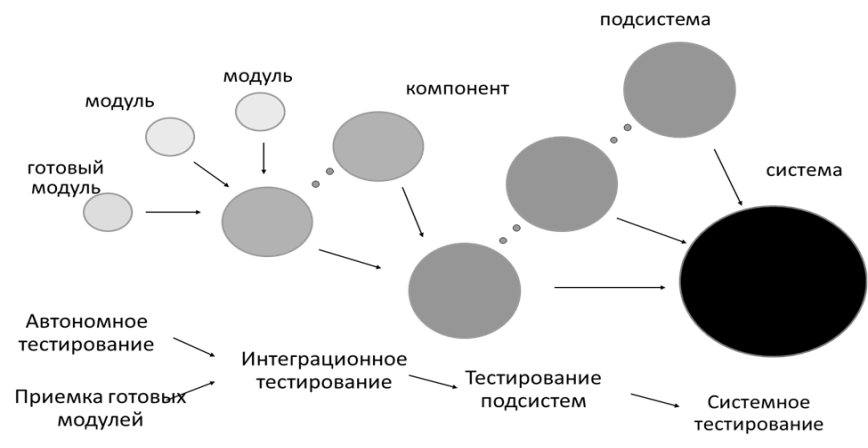 подсистема
модуль
компонент
модуль
готовый
модуль
система
Автономное
тестирование
Интеграционное
тестирование
Тестирование
подсистем
Приемка готовых
модулей
Системное
тестирование